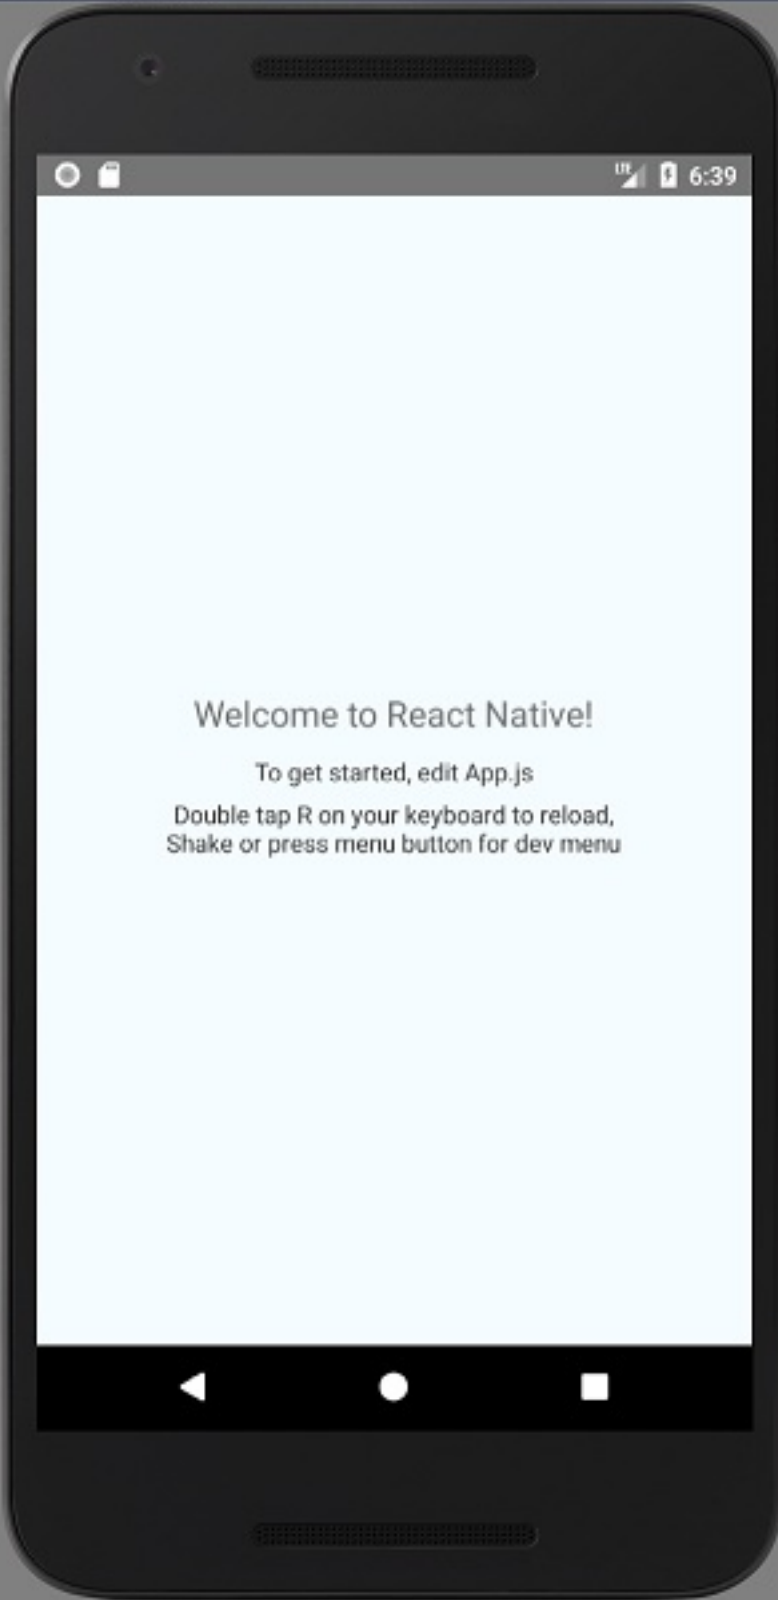 LTE 6:39
Welcome to React Native!
To get started, edit App.js
Double tap R on your keyboard to reload,
Shake or press menu button for dev menu